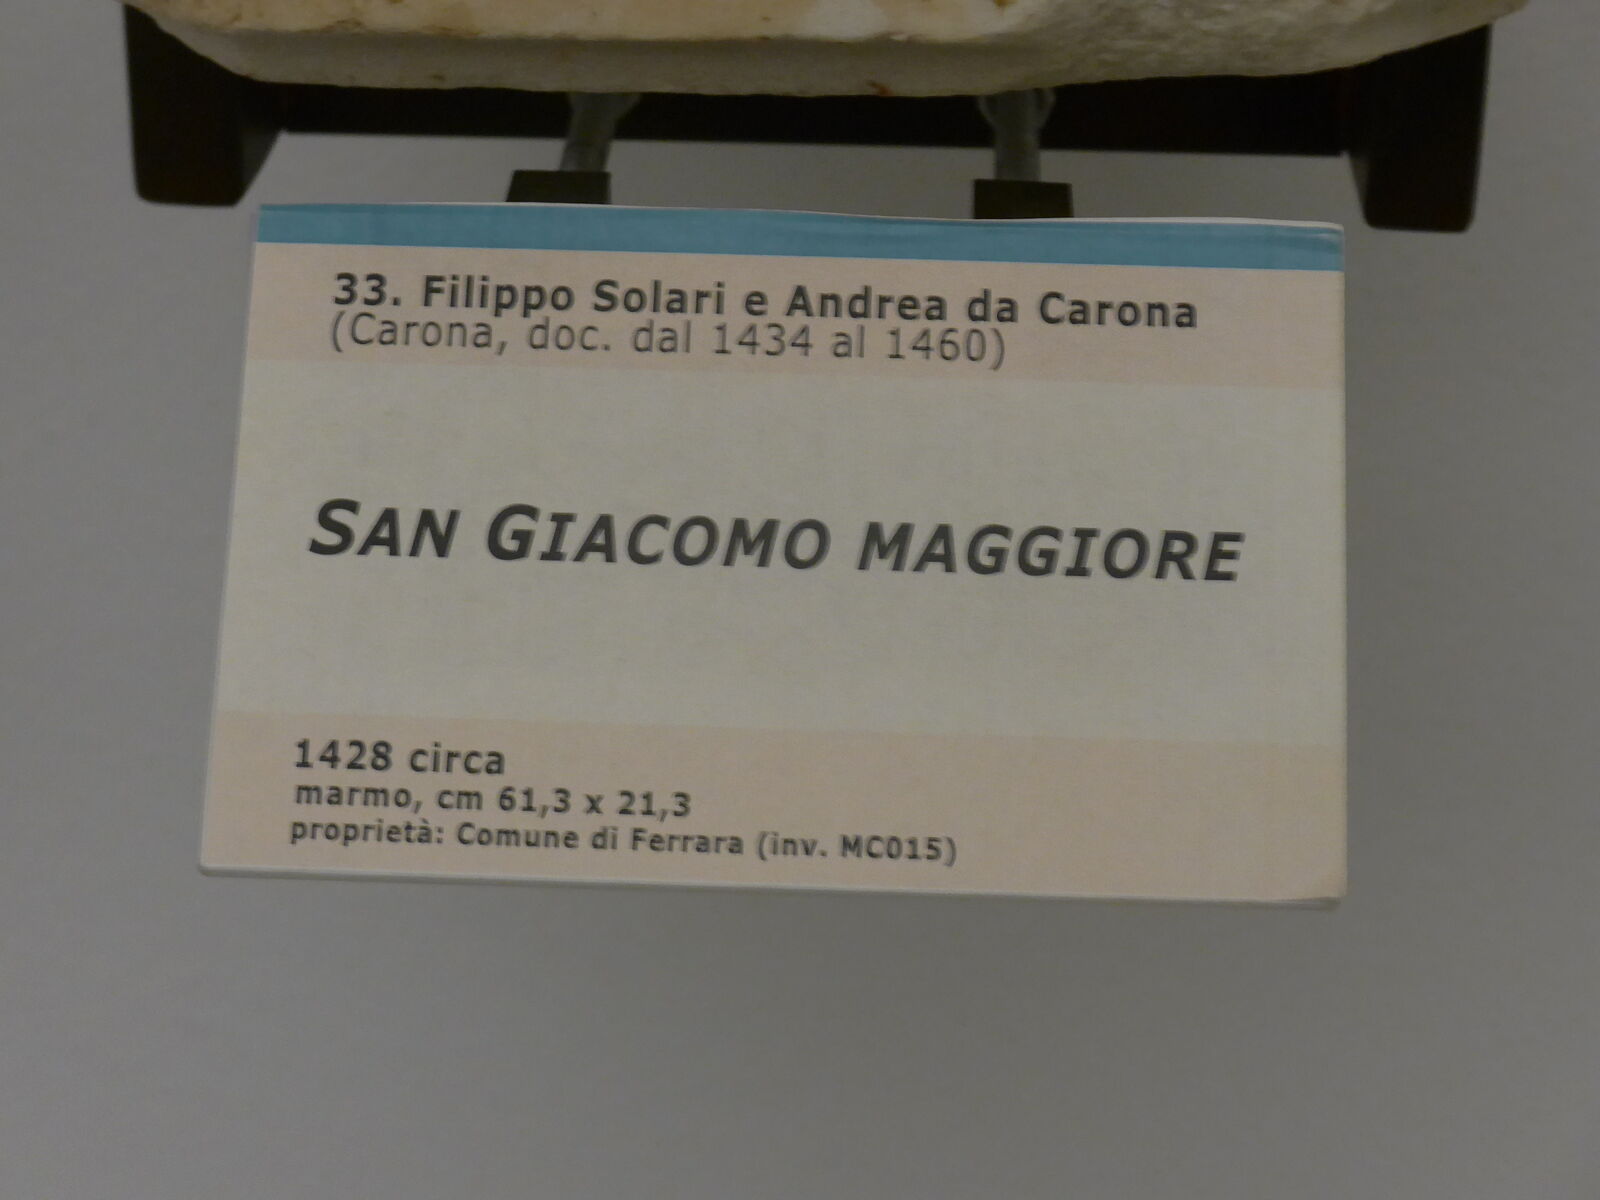 33. Filippo Solari e Andrea da Carona
(Carona, doc. dal 1434 al 1460)
SAN GIACOMO MAGGIORE
1428 circa
marmo, cm 61,3 x 21,3
proprietà: Comune di Ferrara (inv. MC015)